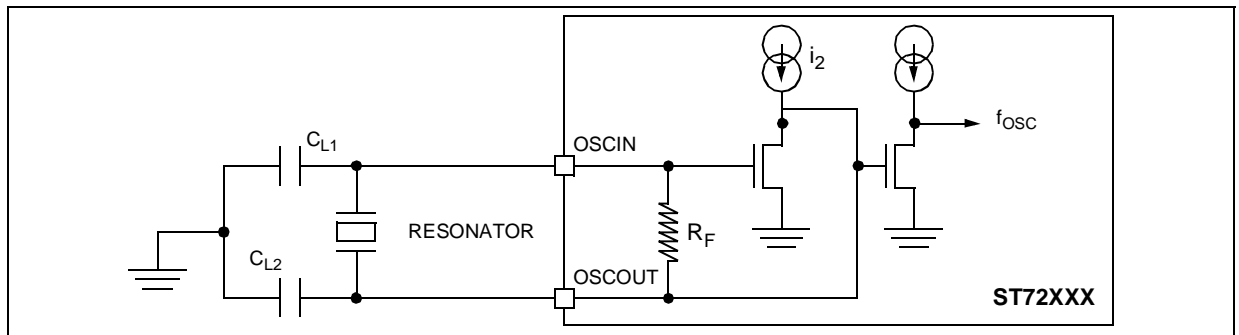 i2
fOSC
CL1
OSCIN
RESONATOR
RF
CL2
OSCOUT
ST72XXX